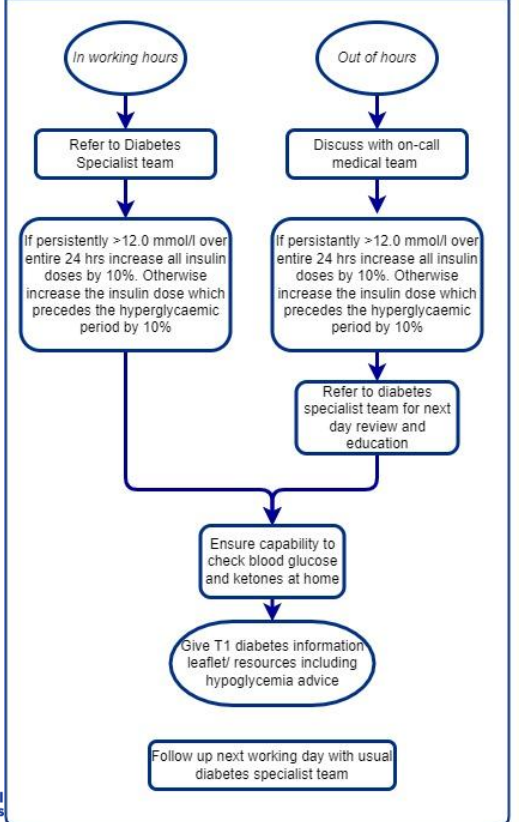 In working hours
Out of hours
Refer to Diabetes
Specialist team
Discuss with on-call
medical team
If persistently >12.0 mmol/l over
entire 24 hrs increase all insulin
doses by 10%. Otherwise
increase the insulin dose which
precedes the hyperglycaemic
period by 10%
If persistantly >12.0 mmol/l over
entire 24 hrs increase all insulin
doses by 10%. Otherwise
increase the insulin dose which
precedes the hyperglycaemic
period by 10%
Refer to diabetes
specialist team for next
day review and
education
Ensure capability to
check blood glucose
and ketones at home
Give T1 diabetes information
leaflet/ resources including
hypoglycemia advice
Follow up next working day with usual
diabetes specialist team